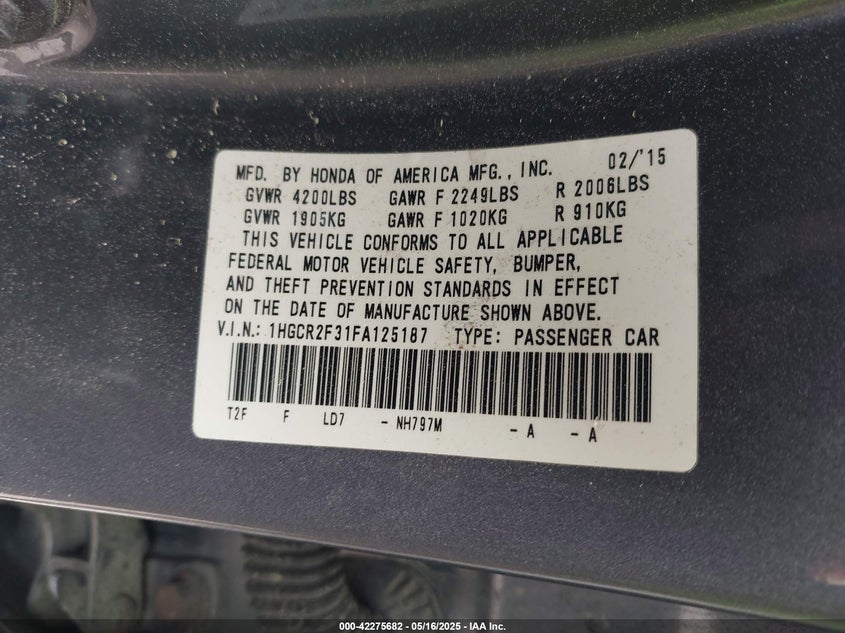 MFD. BY HONDA OF AMERICA MFG., INC. 02/'15
GVWR 4200LBS GAWR F 2249LBS R 2006LBS
GVWR 1905KG GAWR F 1020KG R 910KG
THIS VEHICLE CONFORMS TO ALL APPLICABLE
FEDERAL MOTOR VEHICLE SAFETY, BUMPER,
AND THEFT PREVENTION STANDARDS IN EFFECT
ON THE DATE OF MANUFACTURE SHOWN ABOVE.
V.I.N.: 1HGCR2F31FA125187 TYPE: PASSENGER CAR
T2F F LD7 - NH797M - A - A
000-42275682 - 05/16/2025 - IAA Inc.